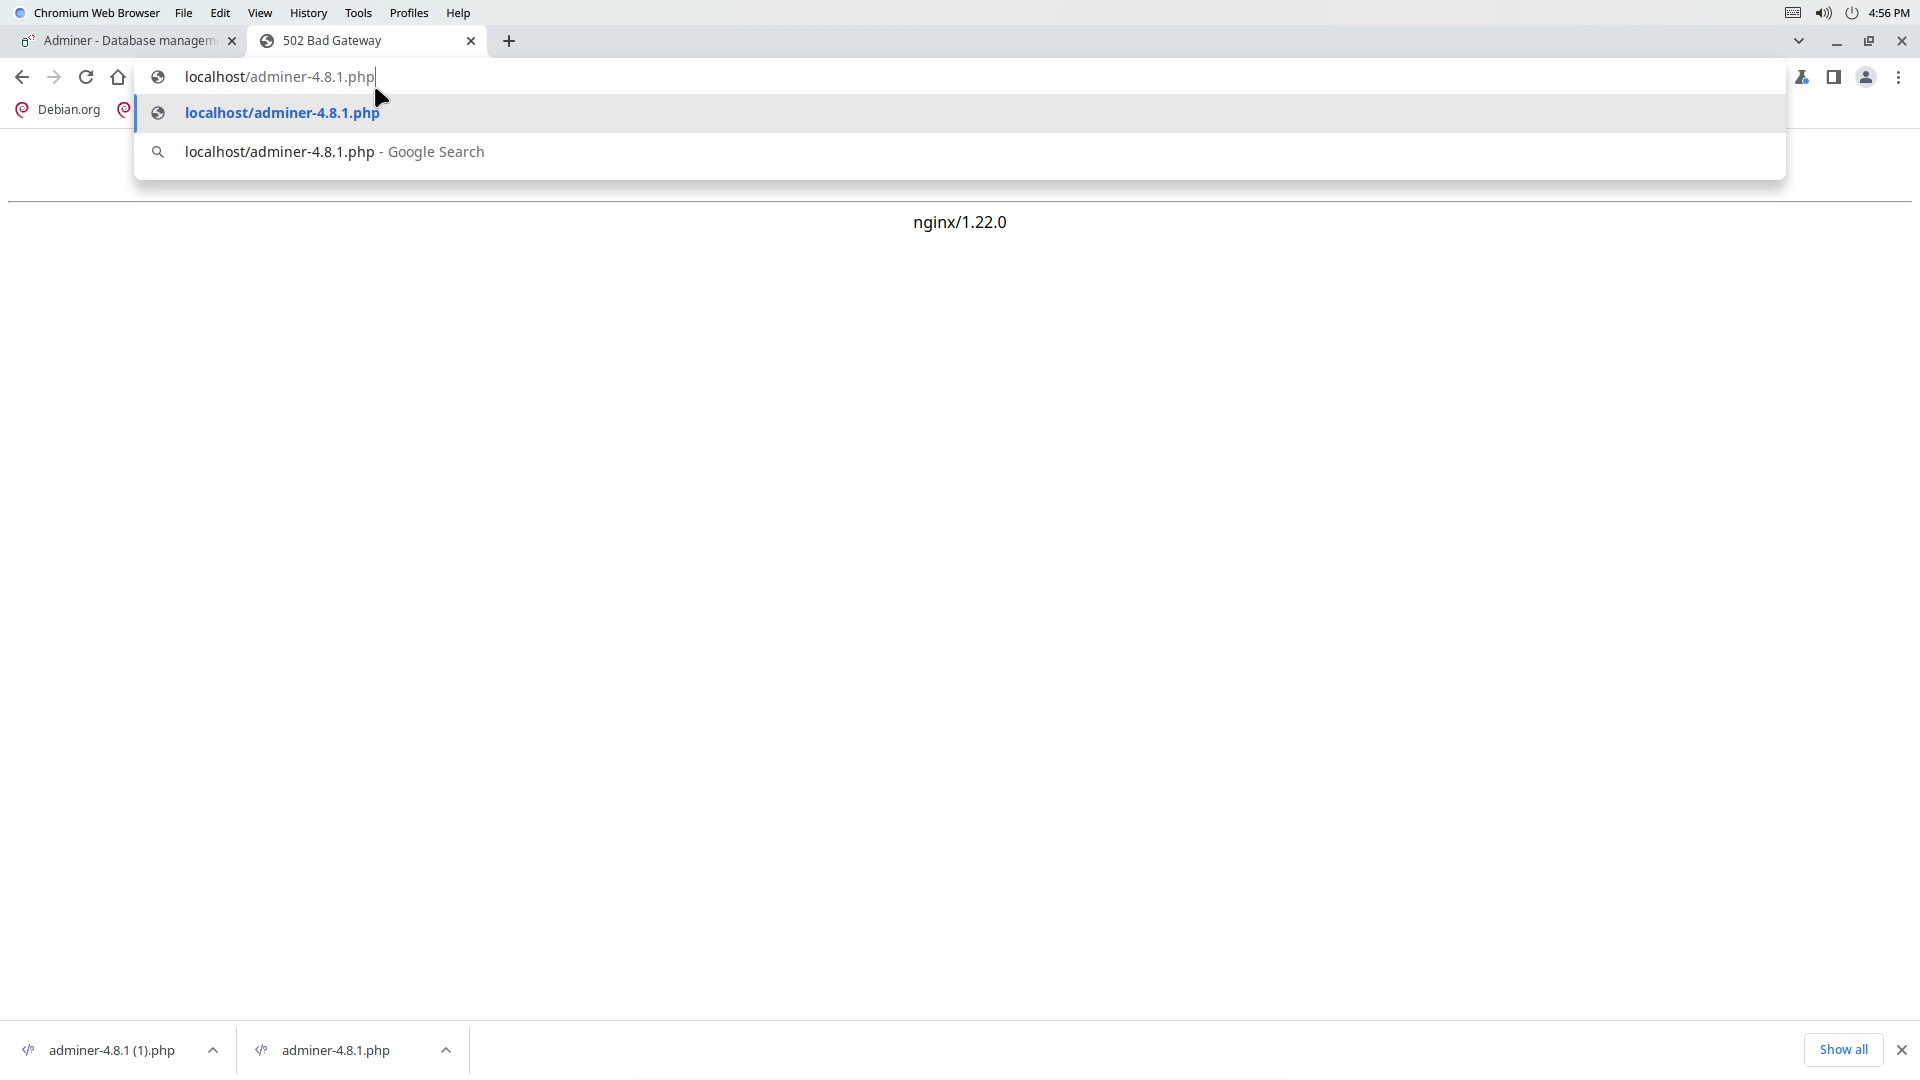 Chromium Web Browser File Edit View History Tools Profiles Help 4:56 PM
Adminer - Database managem 502 Bad Gateway
localhost/adminer-4.8.1.php
Debian.org localhost/adminer-4.8.1.php
localhost/adminer-4.8.1.php - Google Search
nginx/1.22.0
adminer-4.8.1 (1).php adminer-4.8.1.php Show all